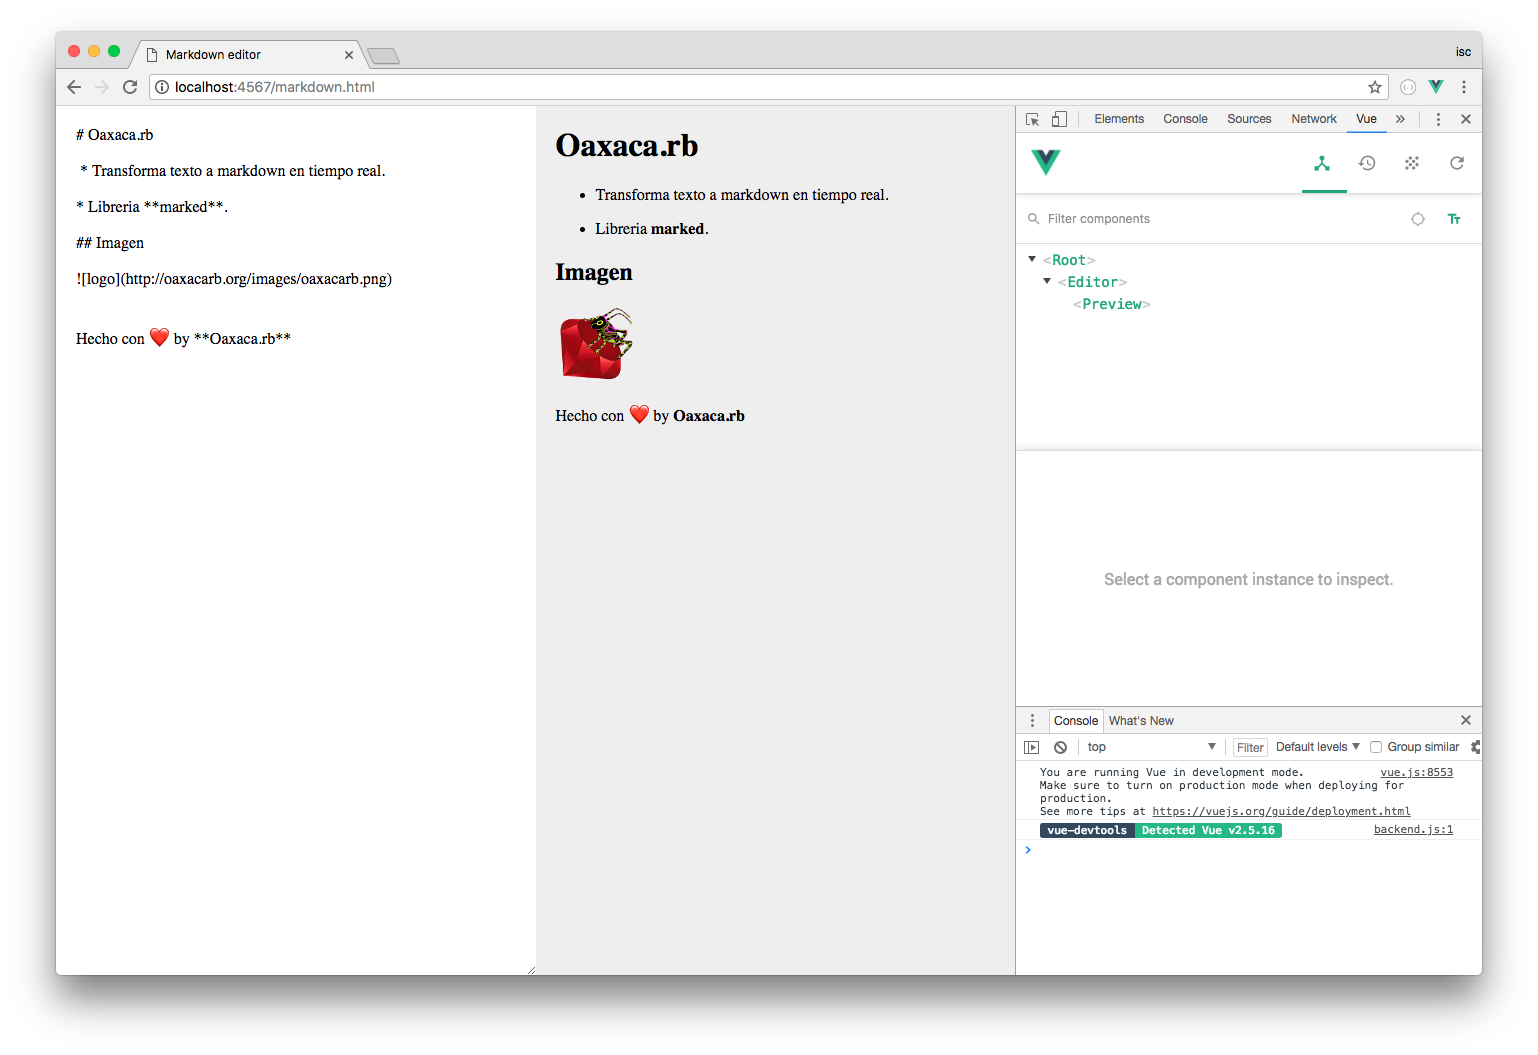 Markdown editor
isc
localhost:4567/markdown.html
# Oaxaca.rb
* Transforma texto a markdown en tiempo real.
* Libreria **marked**.
## Imagen
![logo](http://oaxacarb.org/images/oaxacarb.png)
Hecho con ❤️ by **Oaxaca.rb**
Oaxaca.rb
• Transforma texto a markdown en tiempo real.
• Libreria marked.
Imagen
Hecho con ❤️ by Oaxaca.rb
Elements Console Sources Network Vue »
Filter components
<Root>
<Editor>
<Preview>
Select a component instance to inspect.
Console What's New
top Filter Default levels Group similar
You are running Vue in development mode. vue.js:8553
Make sure to turn on production mode when deploying for
production.
See more tips at https://vuejs.org/guide/deployment.html
vue-devtools Detected Vue v2.5.16 backend.js:1